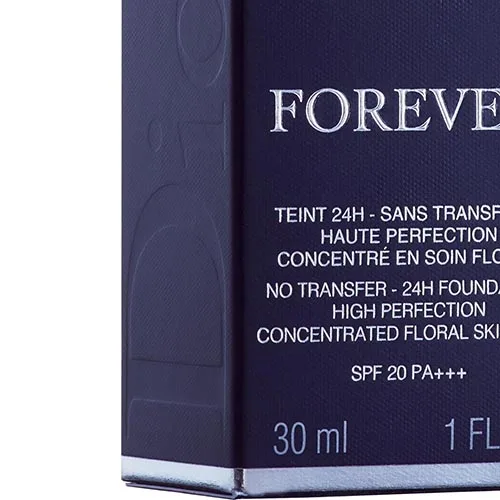 Dior
FOREVE
TEINT 24H - SANS TRANSF
HAUTE PERFECTION
CONCENTRÉ EN SOIN FLO
NO TRANSFER - 24H FOUNDA
HIGH PERFECTION
CONCENTRATED FLORAL SKI
SPF 20 PA+++
30 ml 1 FL